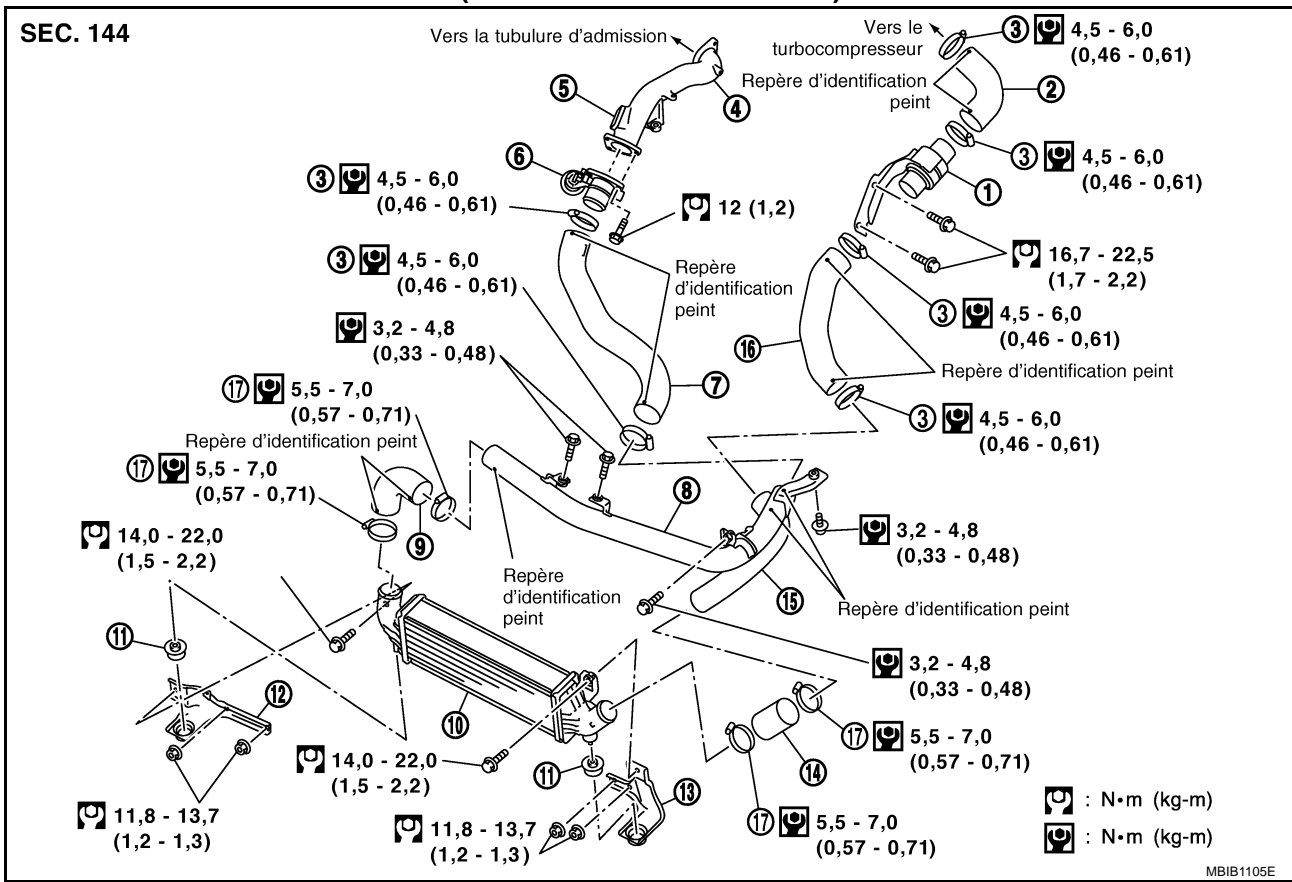 SEC. 144
Vers la tubulure d'admission
Vers le
turbocompresseur
3 4,5 - 6,0
(0,46 - 0,61)
Repère d'identification
peint
2
5
4
6
3 4,5 - 6,0
(0,46 - 0,61)
3 4,5 - 6,0
(0,46 - 0,61)
1
12 (1,2)
3 4,5 - 6,0
(0,46 - 0,61)
Repère
d'identification
peint
16,7 - 22,5
(1,7 - 2,2)
3,2 - 4,8
(0,33 - 0,48)
3 4,5 - 6,0
(0,46 - 0,61)
16
7
Repère d'identification peint
17 5,5 - 7,0
(0,57 - 0,71)
3 4,5 - 6,0
(0,46 - 0,61)
Repère d'identification peint
17 5,5 - 7,0
(0,57 - 0,71)
8
9
14,0 - 22,0
(1,5 - 2,2)
3,2 - 4,8
(0,33 - 0,48)
Repère
d'identification
peint
15
Repère d'identification peint
11
12
10
3,2 - 4,8
(0,33 - 0,48)
14,0 - 22,0
(1,5 - 2,2)
11
13
14
17 5,5 - 7,0
(0,57 - 0,71)
11,8 - 13,7
(1,2 - 1,3)
11,8 - 13,7
(1,2 - 1,3)
17 5,5 - 7,0
(0,57 - 0,71)
: N•m (kg-m)
: N•m (kg-m)
MBIB1105E